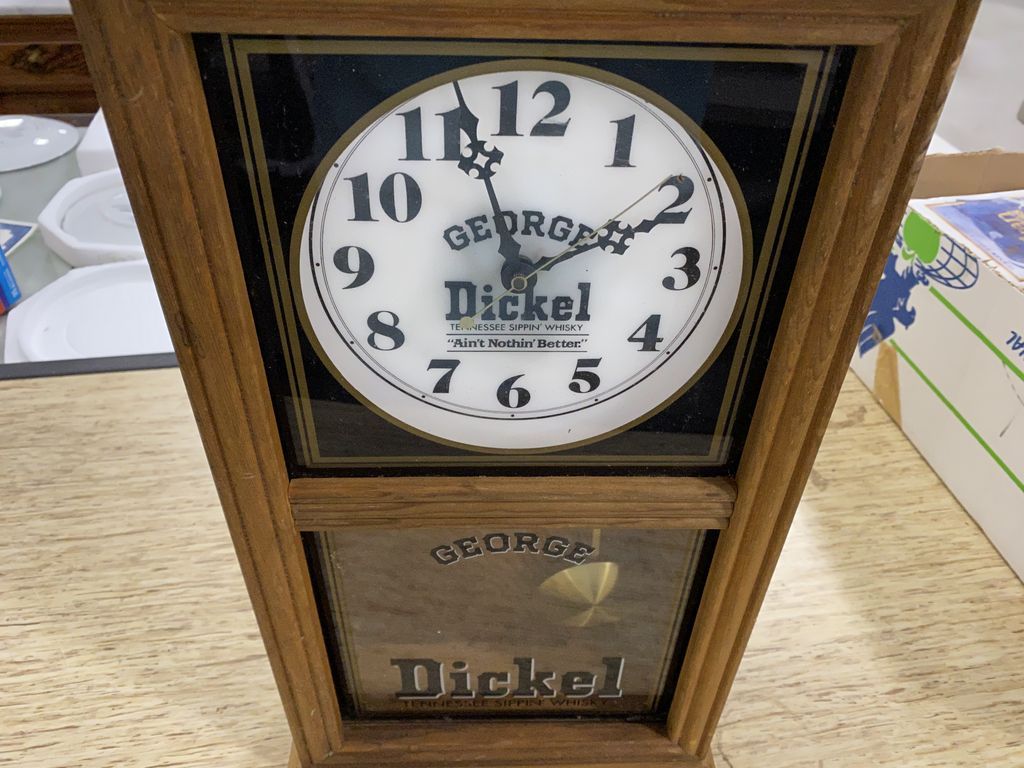 11 12 1
10 2
9 3
8 4
7 6 5
GEORGE
Dickel
TENNESSEE SIPPIN' WHISKY
"Ain't Nothin' Better."
GEORGE
Dickel
TENNESSEE SIPPIN' WHISKY